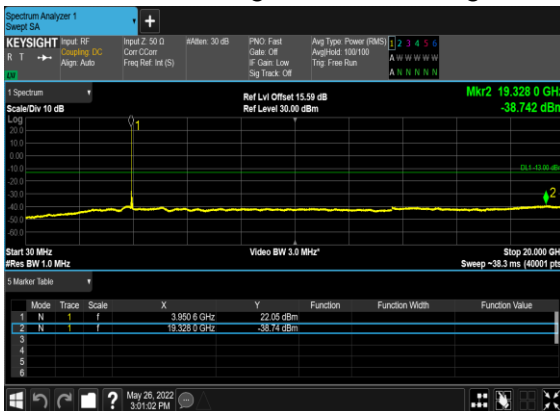 Spectrum Analyzer 1
Swept SA
KEYSIGHT
R T
LV
Input: RF
Coupling: DC
Align: Auto
Input Z: 50 Ω
Corr CCorr
Freq Ref: Int (S)
#Atten: 30 dB
PNO: Fast
Gate: Off
IF Gain: Low
Sig Track: Off
Avg Type: Power (RMS)
Avg|Hold: 100/100
Trig: Free Run
1 2 3 4 5 6
A W W W W W
A N N N N N
1 Spectrum
Scale/Div 10 dB
Ref Lvl Offset 15.59 dB
Ref Level 30.00 dBm
Mkr2 19.328 0 GHz
-38.742 dBm
Log
20.0
10.0
0.00
-10.0
-20.0
-30.0
-40.0
-50.0
-60.0
1
DL1 -13.00 dBm
2
Start 30 MHz
#Res BW 1.0 MHz
Video BW 3.0 MHz*
Stop 20.000 GH
Sweep ~38.3 ms (40001 pts
5 Marker Table
Mode Trace Scale X Y Function Function Width Function Value
1 N 1 f 3.950 6 GHz 22.05 dBm
2 N 1 f 19.328 0 GHz -38.74 dBm
3
4
5
6
?
May 26, 2022
3:01:02 PM